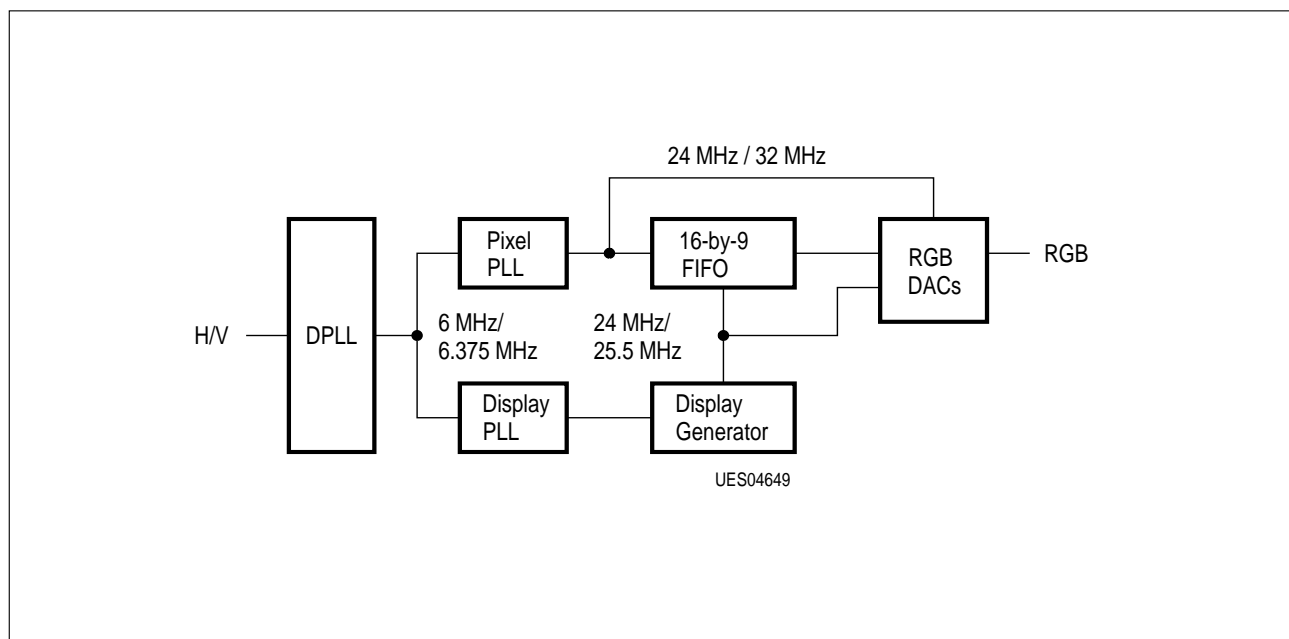 24 MHz / 32 MHz
Pixel
PLL
16-by-9
FIFO
RGB
DACs
RGB
H/V
DPLL
6 MHz/
6.375 MHz
24 MHz/
25.5 MHz
Display
PLL
Display
Generator
UES04649